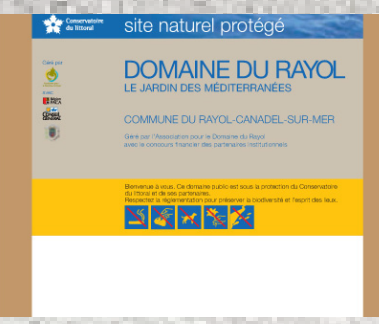 Conservatoire
du littoral
site naturel protégé
Géré par
DOMAINE DU RAYOL
LE JARDIN DES MÉDITERRANÉES
COMMUNE DU RAYOL-CANADEL-SUR-MER
Géré par l'Association pour le Domaine du Rayol
avec le concours financier des partenaires institutionnels
Bienvenue à vous. Ce domaine public est sous la protection du Conservatoire
du littoral et de ses partenaires.
Respecter la réglementation pour préserver la biodiversité et l'esprit des lieux.